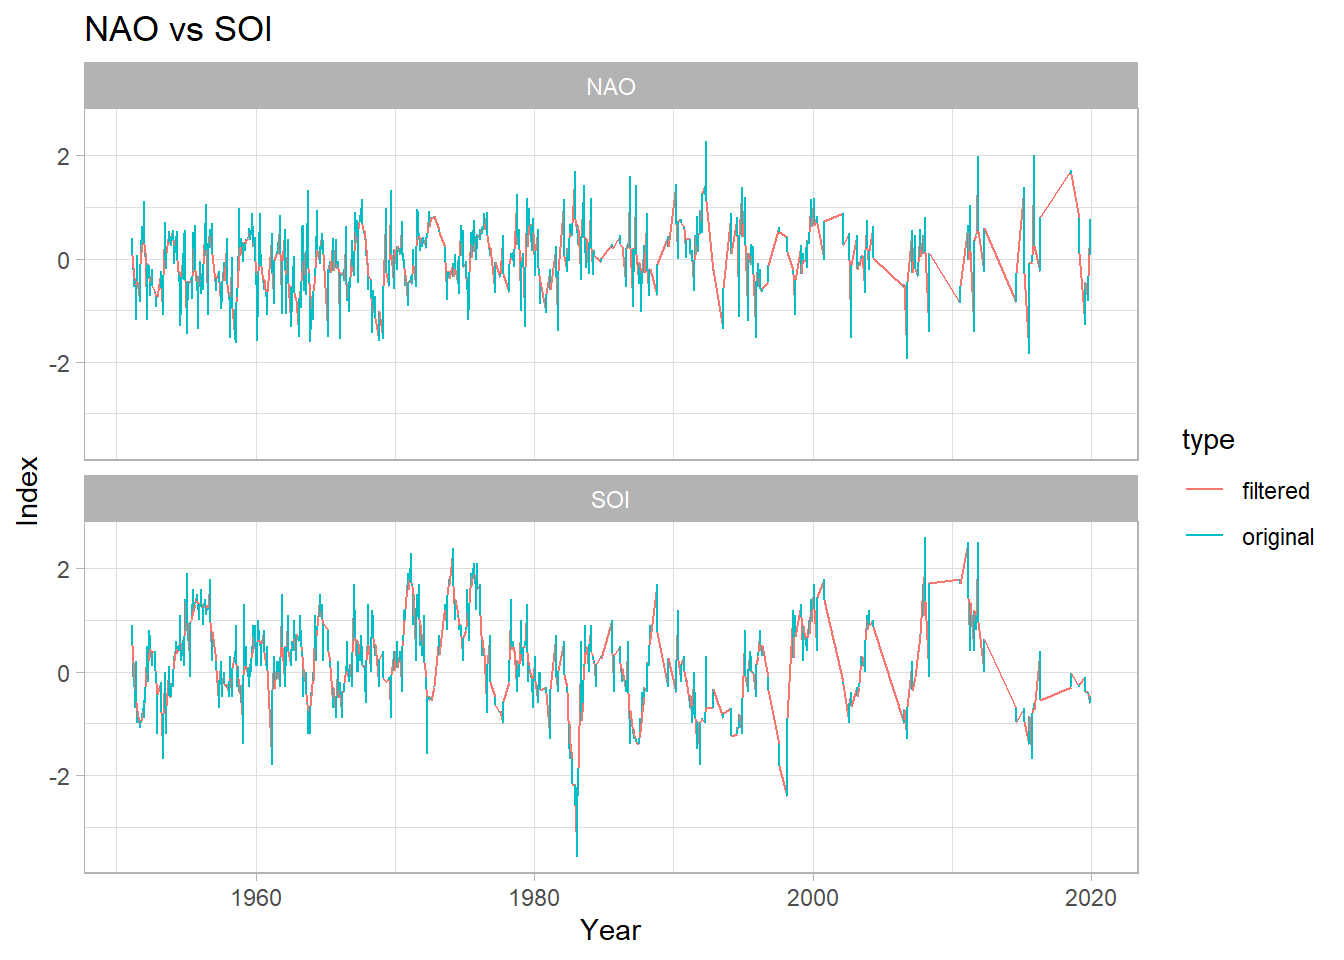 NAO vs SOI
NAO
2
0
-2
SOI
2
0
-2
1960
1980
2000
2020
Year
Index
type
filtered
original